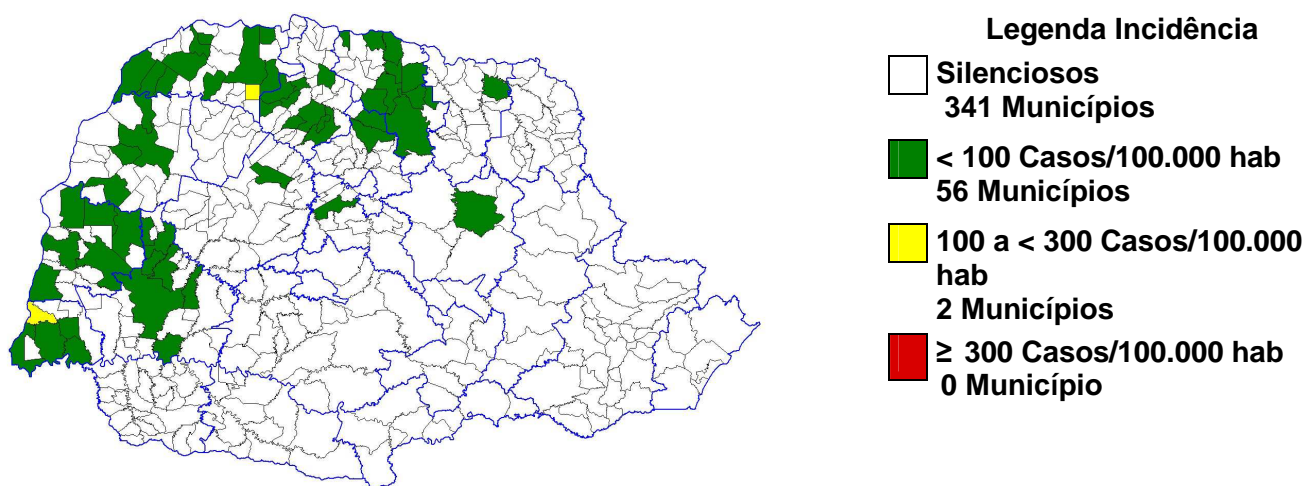 Legenda Incidência
Silenciosos
341 Municípios
< 100 Casos/100.000 hab
56 Municípios
100 a < 300 Casos/100.000
hab
2 Municípios
≥ 300 Casos/100.000 hab
0 Município